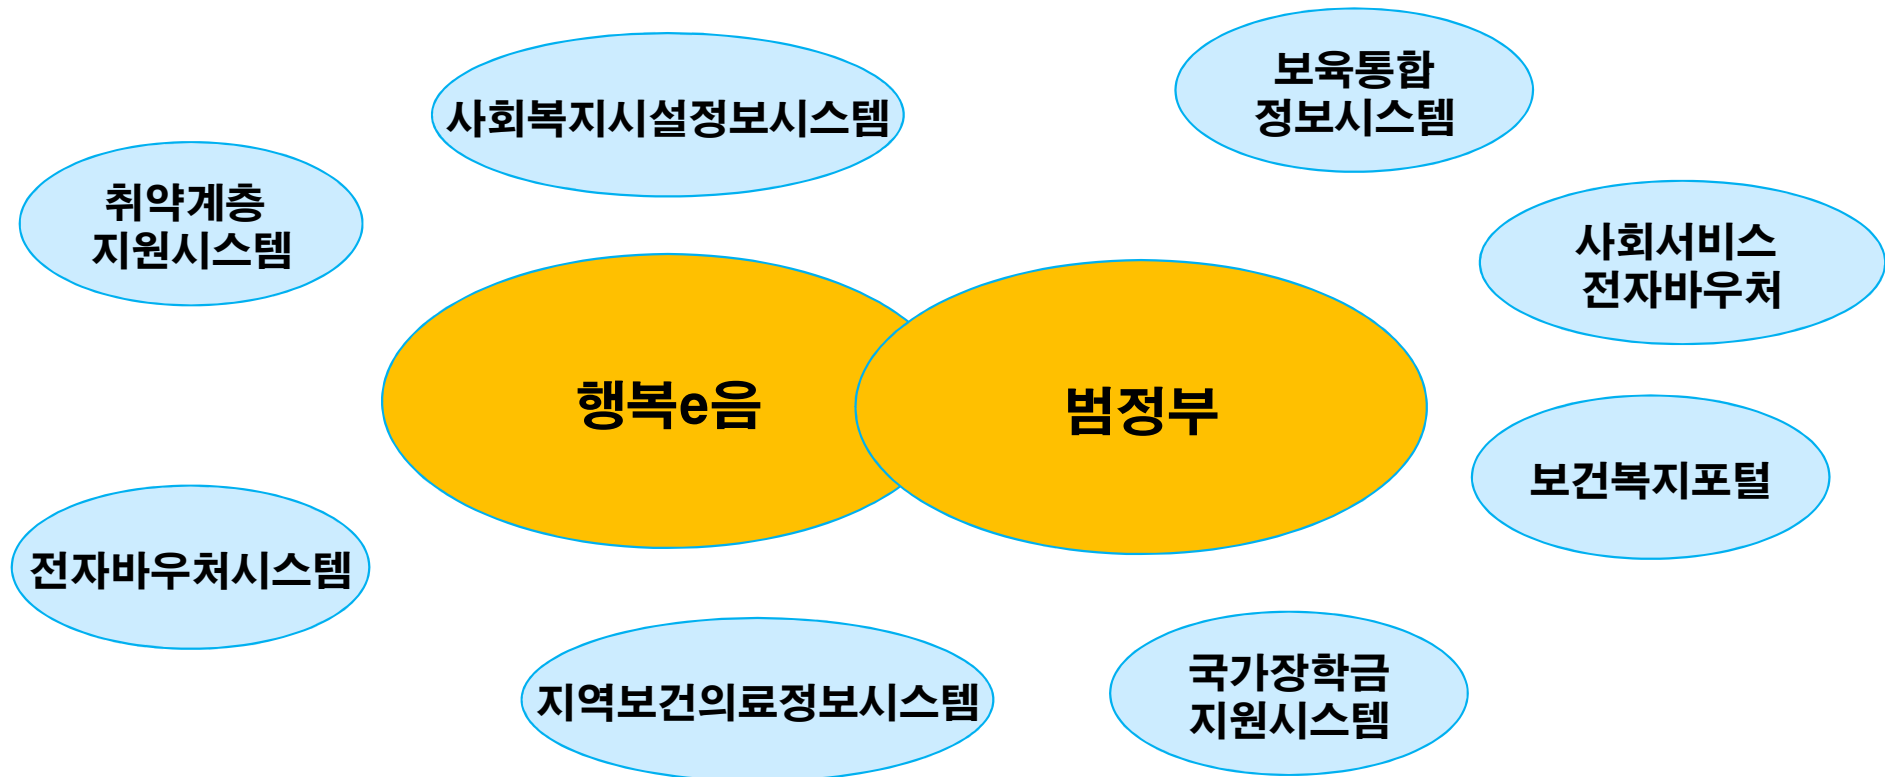 보육통합
정보시스템
사회복지시설정보시스템
취약계층
지원시스템
사회서비스
전자바우처
행복e음
범정부
보건복지포털
전자바우처시스템
지역보건의료정보시스템
국가장학금
지원시스템